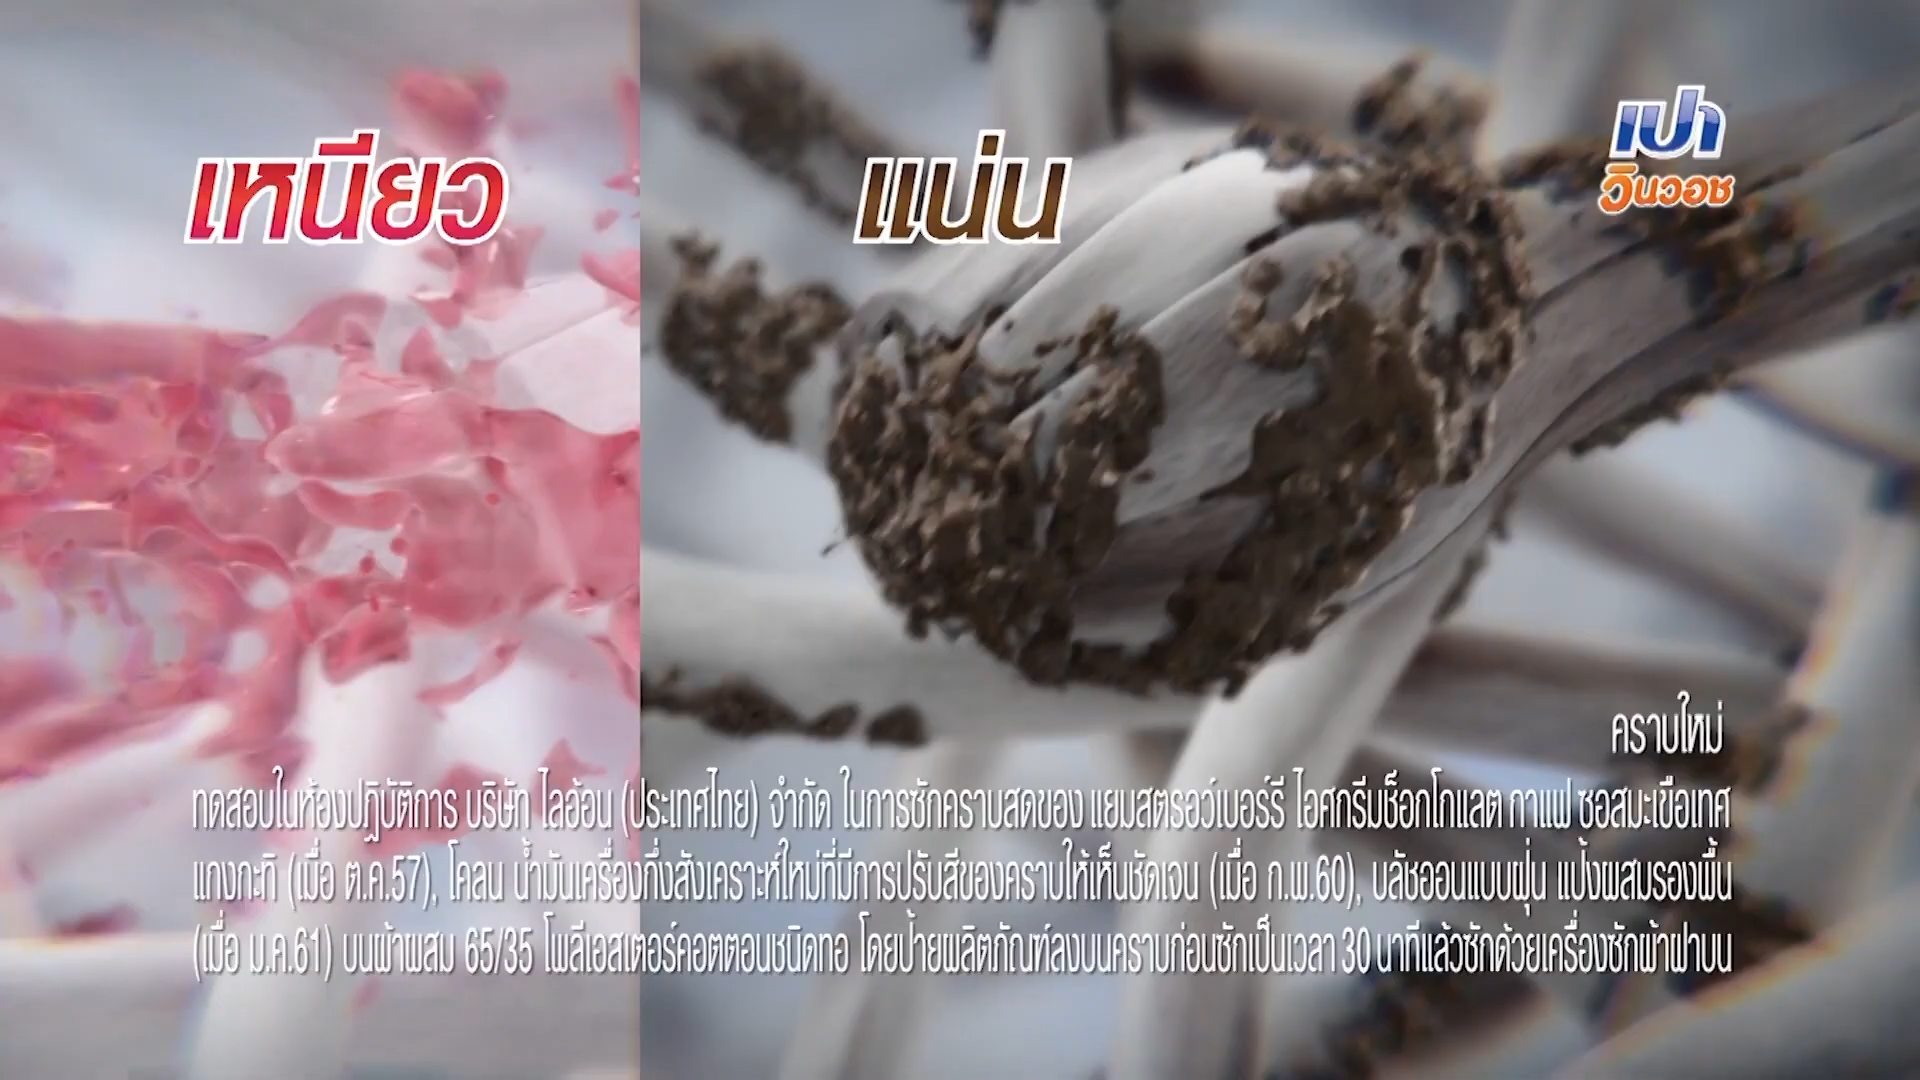 เหนียว
แน่น
เปา
วินวอช
คราบใหม่
ทดสอบในห้องปฏิบัติการ บริษัท ไลอ้อน (ประเทศไทย) จำกัด ในการซักคราบสดของ แยมสตรอว์เบอร์รี ไอศกรีมช็อกโกแลต กาแฟ ซอสมะเขือเทศ
แกงกะทิ (เมื่อ ต.ค.57), โคลน น้ำมันเครื่องกึ่งสังเคราะห์ใหม่ที่มีการปรับสีของคราบให้เห็นชัดเจน (เมื่อ ก.พ.60), บลัชออนแบบฝุ่น แป้งผสมรองพื้น
(เมื่อ ม.ค.61) บนผ้าผสม 65/35 โพลีเอสเตอร์คอตตอนชนิดทอ โดยป้ายผลิตภัณฑ์ลงบนคราบก่อนซักเป็นเวลา 30 นาทีแล้วซักด้วยเครื่องซักผ้าฝาบน